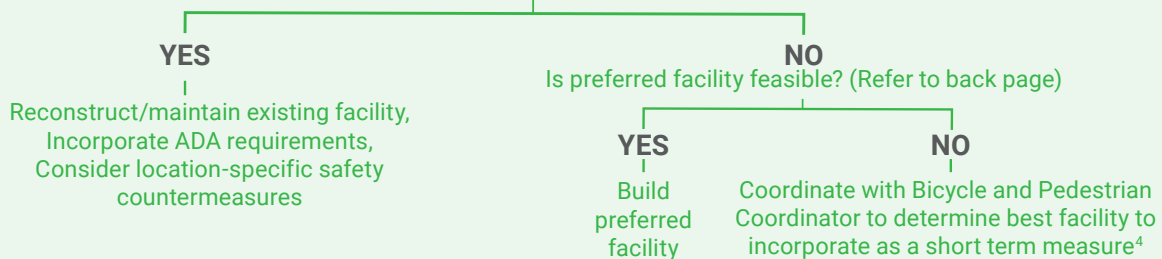 YES
Reconstruct/maintain existing facility,
Incorporate ADA requirements,
Consider location-specific safety
countermeasures
NO
Is preferred facility feasible? (Refer to back page)
YES
Build
preferred
facility
NO
Coordinate with Bicycle and Pedestrian
Coordinator to determine best facility to
incorporate as a short term measure⁴